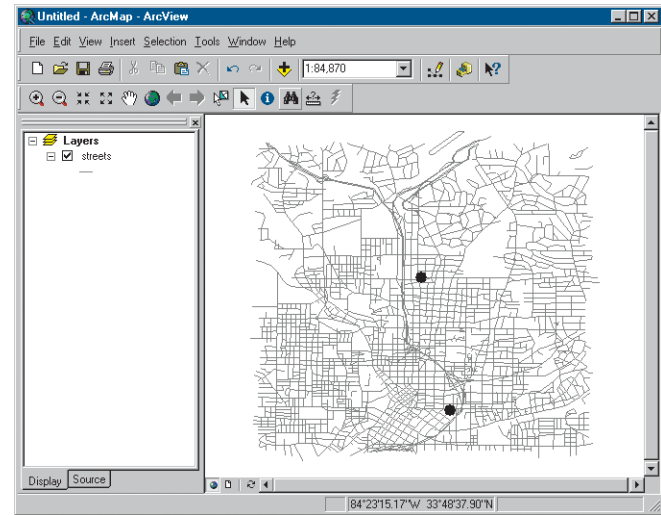 Untitled - ArcMap - ArcView
File Edit View Insert Selection Tools Window Help
1:84,870
Layers
streets
Display Source
84°23'15.17"W 33°48'37.90"N